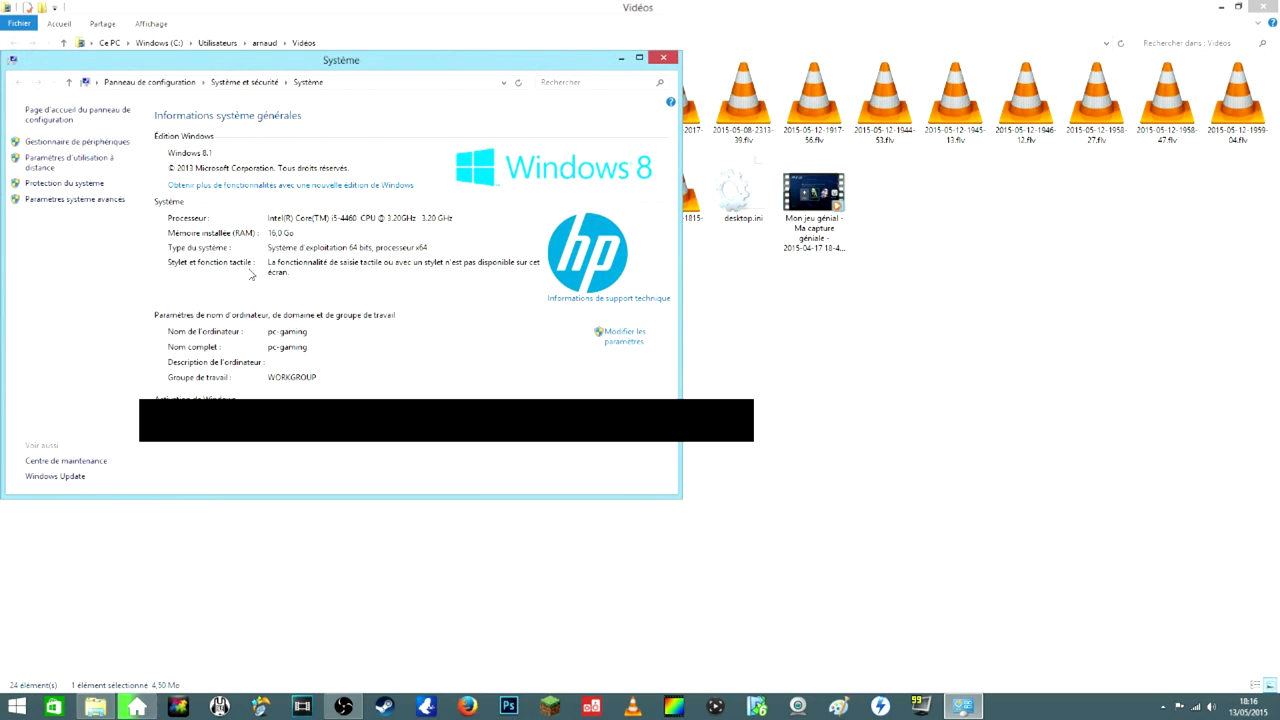 Vidéos
Fichier Accueil Partage Affichage
Ce PC Windows (C:) Utilisateurs arnaud Vidéos
Rechercher dans : Vidéos
Système
Panneau de configuration Système et sécurité Système
Rechercher
Page d'accueil du panneau de
configuration
Gestionnaire de périphériques
Paramètres d'utilisation à
distance
Protection du système
Paramètres système avancés
Informations système générales
Édition Windows
Windows 8.1
© 2013 Microsoft Corporation. Tous droits réservés.
Obtenir plus de fonctionnalités avec une nouvelle édition de Windows
Windows 8
Système
Processeur : Intel(R) Core(TM) i5-4460 CPU @ 3.20GHz 3.20 GHz
Mémoire installée (RAM) : 16,0 Go
Type du système : Système d'exploitation 64 bits, processeur x64
Stylet et fonction tactile : La fonctionnalité de saisie tactile ou avec un stylet n'est pas disponible sur cet
écran.
hp
Informations de support technique
Paramètres de nom d'ordinateur, de domaine et de groupe de travail
Nom de l'ordinateur : pc-gaming
Nom complet : pc-gaming
Description de l'ordinateur :
Groupe de travail : WORKGROUP
Modifier les
paramètres
Activation de Windows
Voir aussi
Centre de maintenance
Windows Update
2017-
2015-05-08-2313-
39.flv
2015-05-12-1917-
56.flv
2015-05-12-1944-
53.flv
2015-05-12-1945-
13.flv
2015-05-12-1946-
12.flv
2015-05-12-1958-
27.flv
2015-05-12-1958-
47.flv
2015-05-12-1959-
04.flv
1815-
desktop.ini
Mon jeu génial -
Ma capture
géniale -
2015-04-17 18-4...
24 élément(s) 1 élément sélectionné 4,50 Mo
Ps
99
18:16
13/05/2015